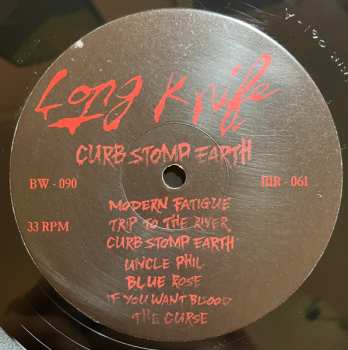 Long Knife
CURB STOMP EARTH
BW - 090
HR - 061
33 RPM
MODERN FATIGUE
TRIP TO THE RIVER
CURB STOMP EARTH
UNCLE PHIL
BLUE ROSE
IF YOU WANT BLOOD
THE CURSE